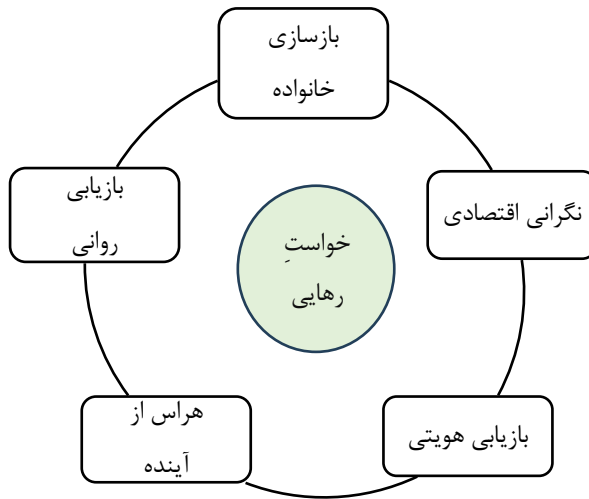 بازسازی
خانواده
نگرانی اقتصادی
بازیابی
روانی
خواستِ
رهایی
بازیابی هویتی
هراس از
آینده